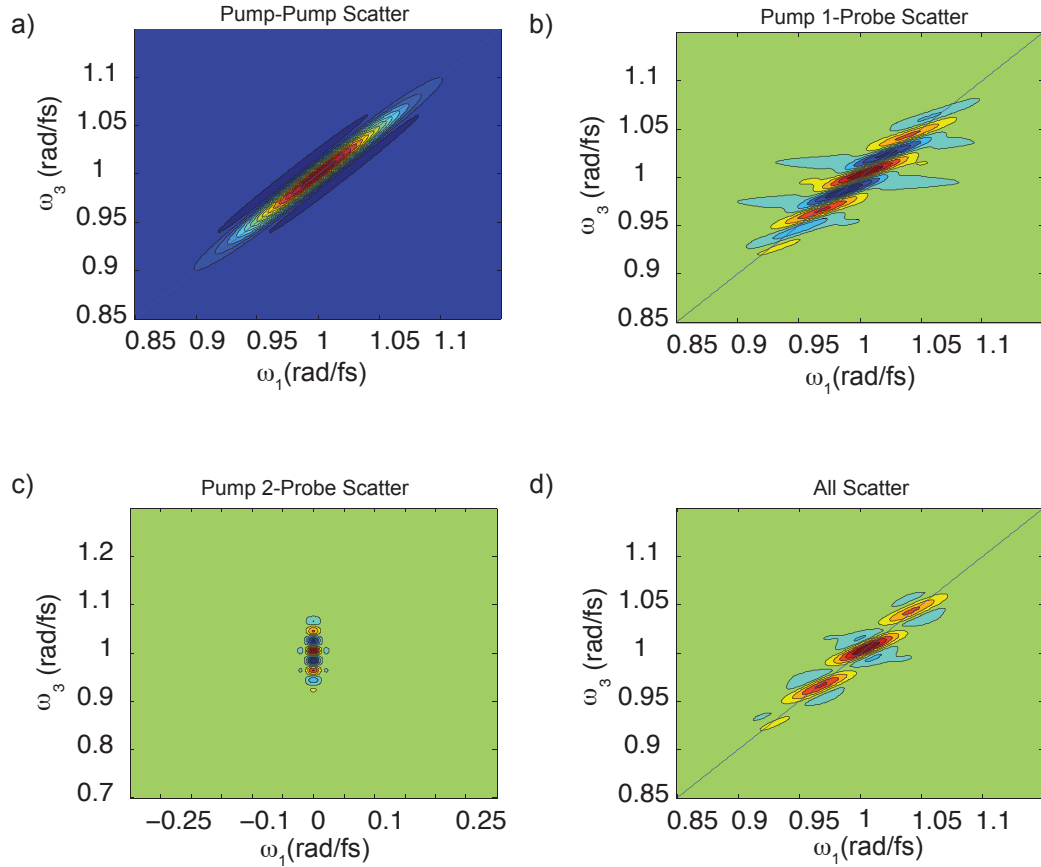 a)
Pump-Pump Scatter
ω3 (rad/fs)
1.1
1.05
1
0.95
0.9
0.85
0.85 0.9 0.95 1 1.05 1.1
ω1(rad/fs)
b)
Pump 1-Probe Scatter
ω3 (rad/fs)
1.1
1.05
1
0.95
0.9
0.85
0.85 0.9 0.95 1 1.05 1.1
ω1(rad/fs)
c)
Pump 2-Probe Scatter
ω3 (rad/fs)
1.2
1.1
1
0.9
0.8
0.7
−0.25 −0.1 0 0.1 0.25
ω1(rad/fs)
d)
All Scatter
ω3 (rad/fs)
1.1
1.05
1
0.95
0.9
0.85
0.85 0.9 0.95 1 1.05 1.1
ω1(rad/fs)